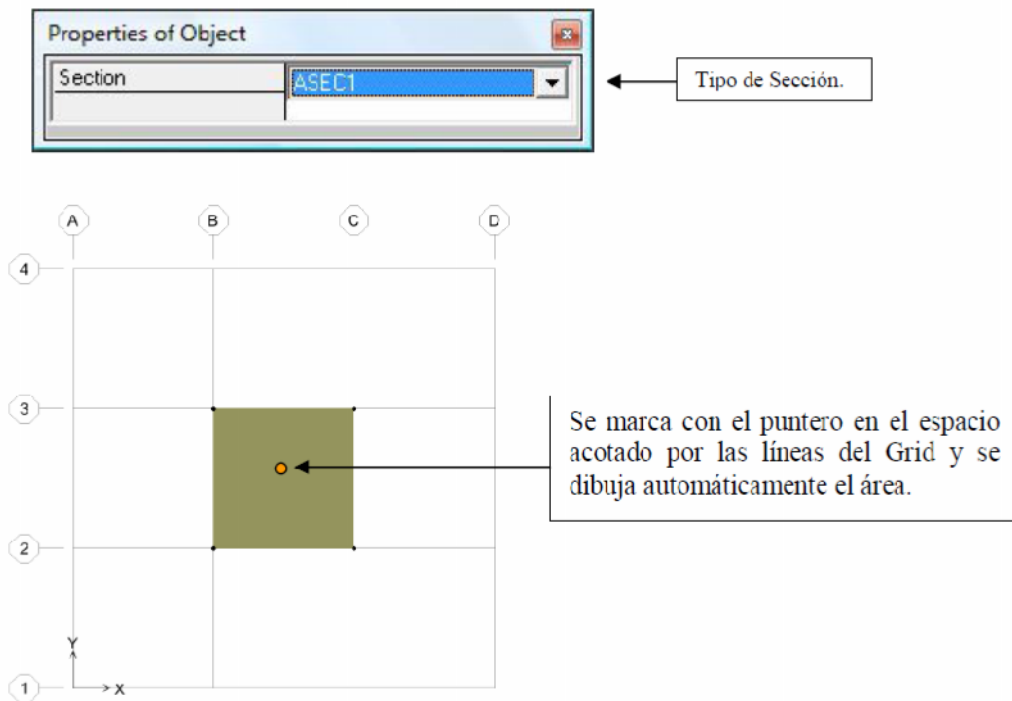 Properties of Object
Section
ASEC1
Tipo de Sección.
A
B
C
D
4
3
Se marca con el puntero en el espacio
acotado por las líneas del Grid y se
dibuja automáticamente el área.
2
Y
X
1